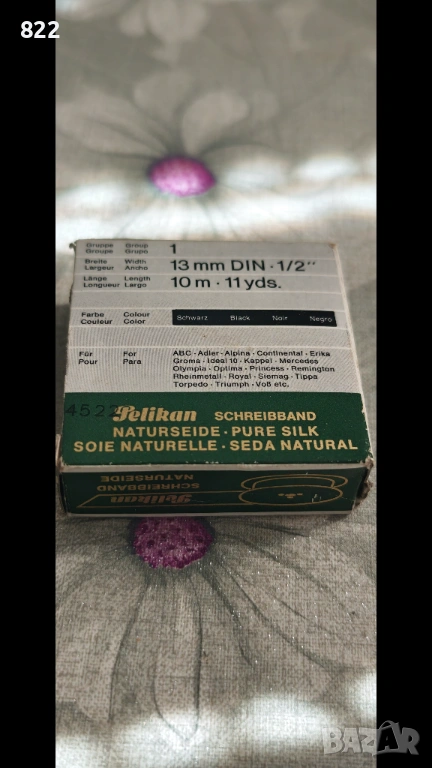 822
Gruppe Group 1
Groupe Grupo
Breite Width 13 mm DIN · 1/2"
Largeur Ancho
Länge Length 10 m · 11 yds.
Longueur Largo
Farbe Colour Schwarz Black Noir Negro
Couleur Color
Für For ABC · Adler · Alpina · Continental · Erika
Pour Para Groma · Ideal 10 · Kappel · Mercedes
Olympia · Optima · Princess · Remington
Rheinmetall · Royal · Siemag · Tippa
Torpedo · Triumph · Voß etc.
4522 Pelikan SCHREIBBAND
NATURSEIDE · PURE SILK
SOIE NATURELLE · SEDA NATURAL
Pelikan SCHREIBBAND
NATURSEIDE
BAZAR